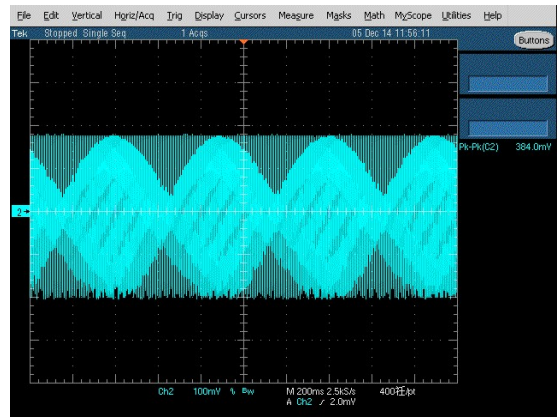 File Edit Vertical Horiz/Acq Trig Display Cursors Measure Masks Math MyScope Utilities Help
Tek Stopped Single Seq 1 Acqs 05 Dec 14 11:56:11
Buttons
Pk-Pk(C2) 384.0mV
2
Ch2 100mV Bw M 200ms 2.5kS/s 400μs/pt
A Ch2 2.0mV